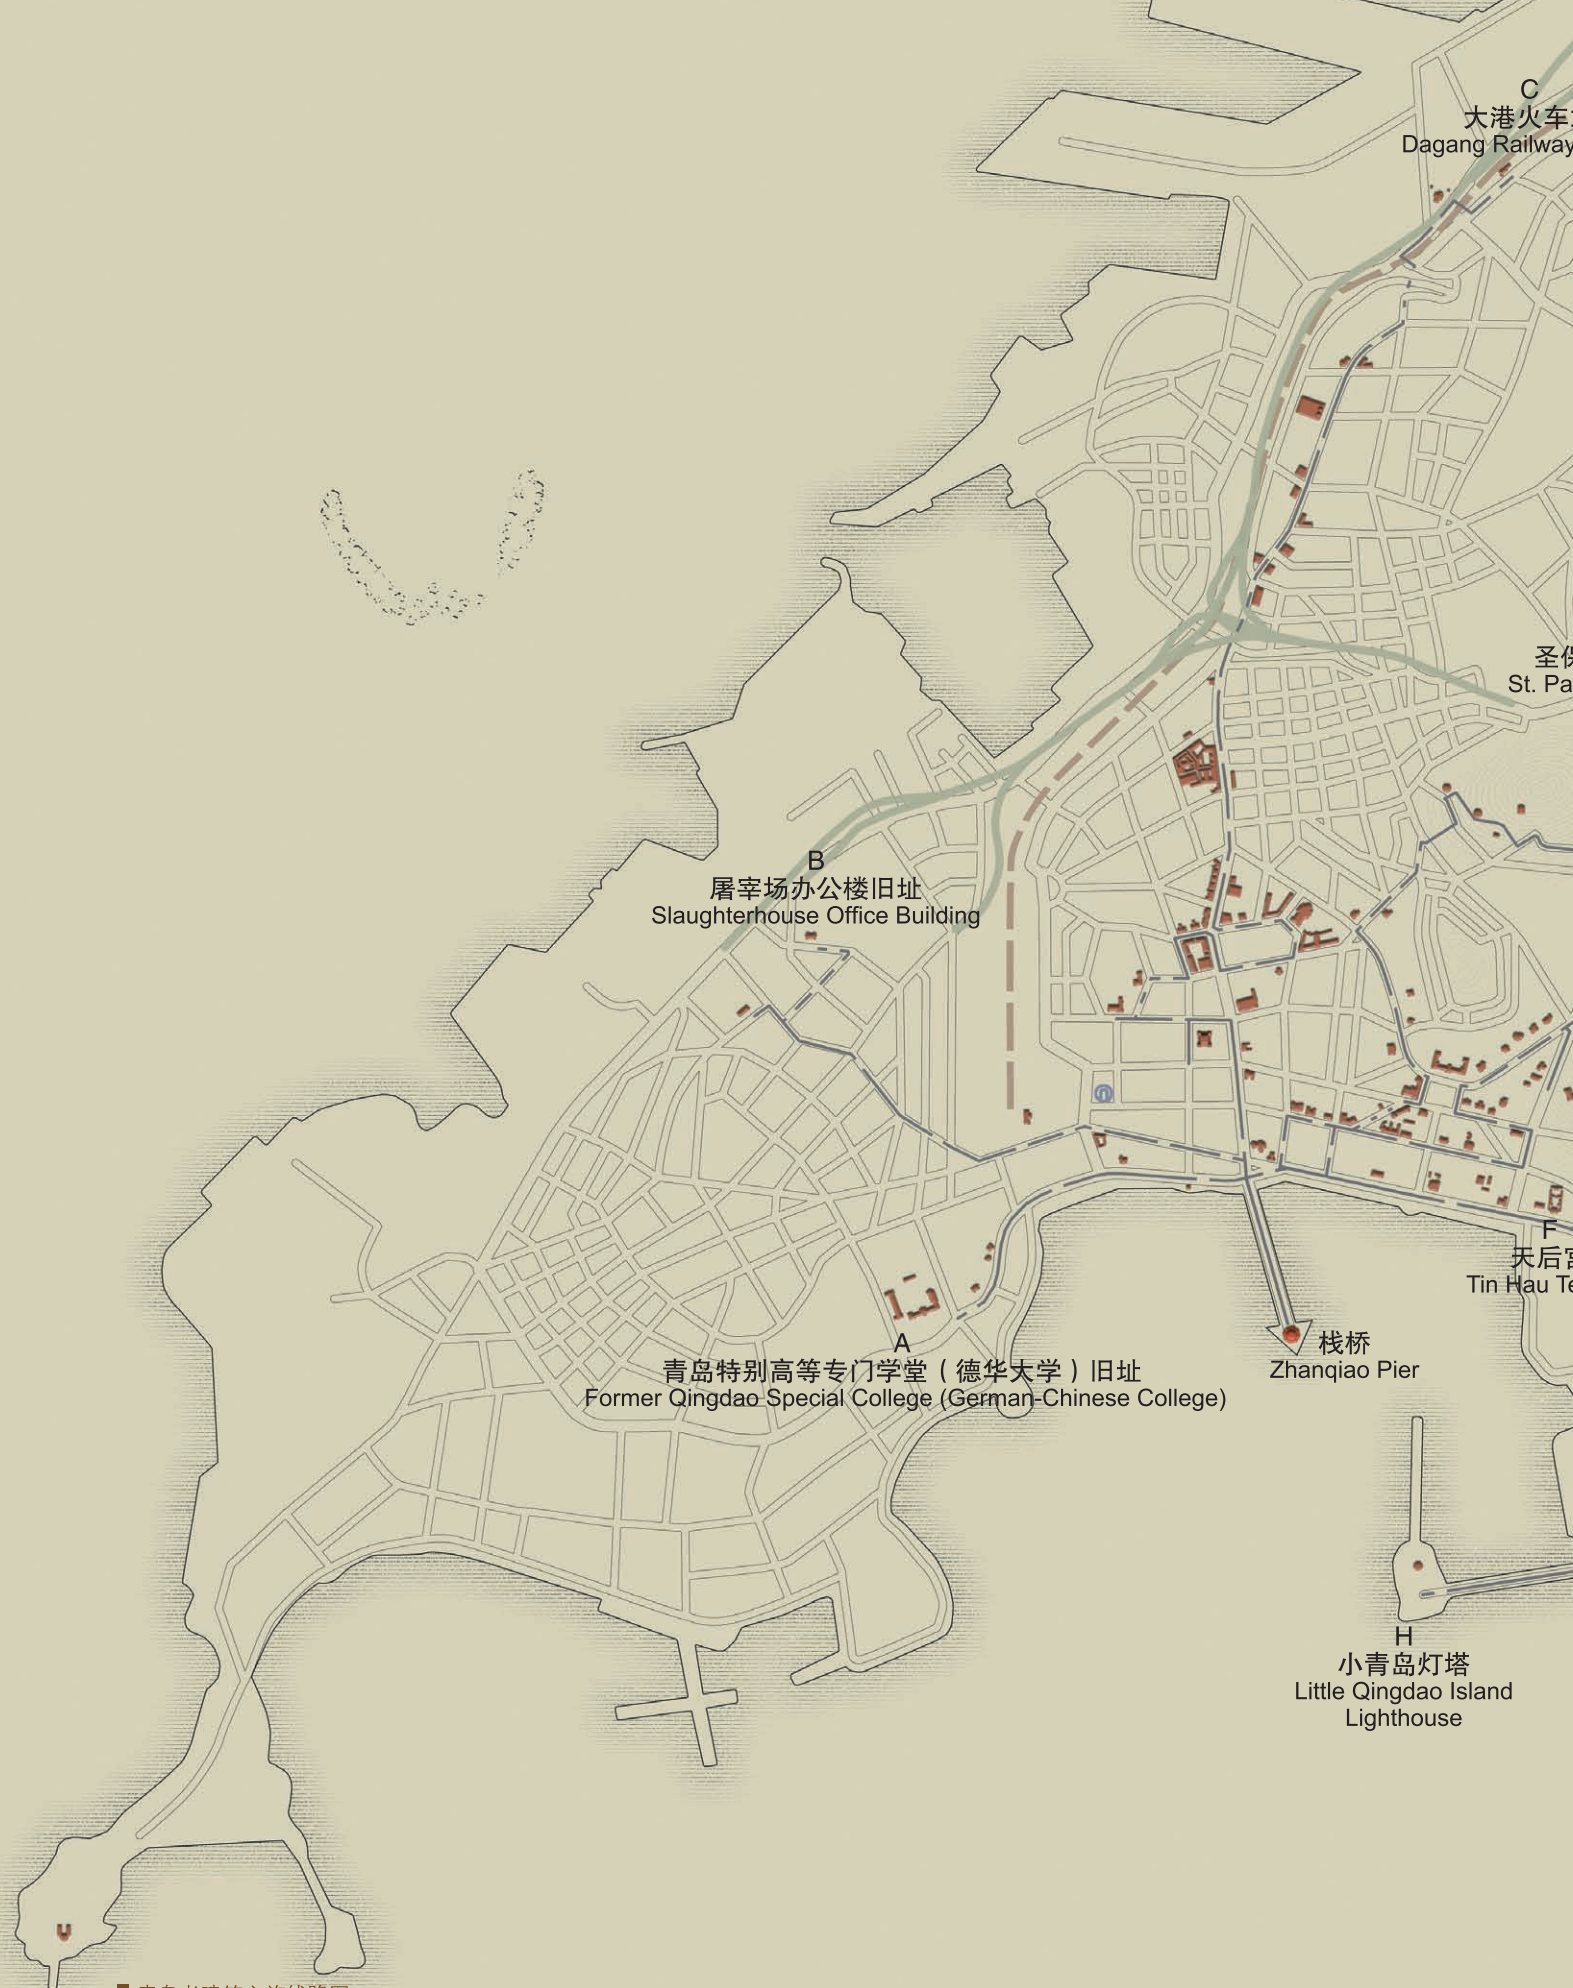 C
大港火车
Dagang Railway
圣保
St. Pa
B
屠宰场办公楼旧址
Slaughterhouse Office Building
F
天后宫
Tin Hau Te
A
青岛特别高等专门学堂（德华大学）旧址
Former Qingdao Special College (German-Chinese College)
栈桥
Zhanqiao Pier
H
小青岛灯塔
Little Qingdao Island
Lighthouse